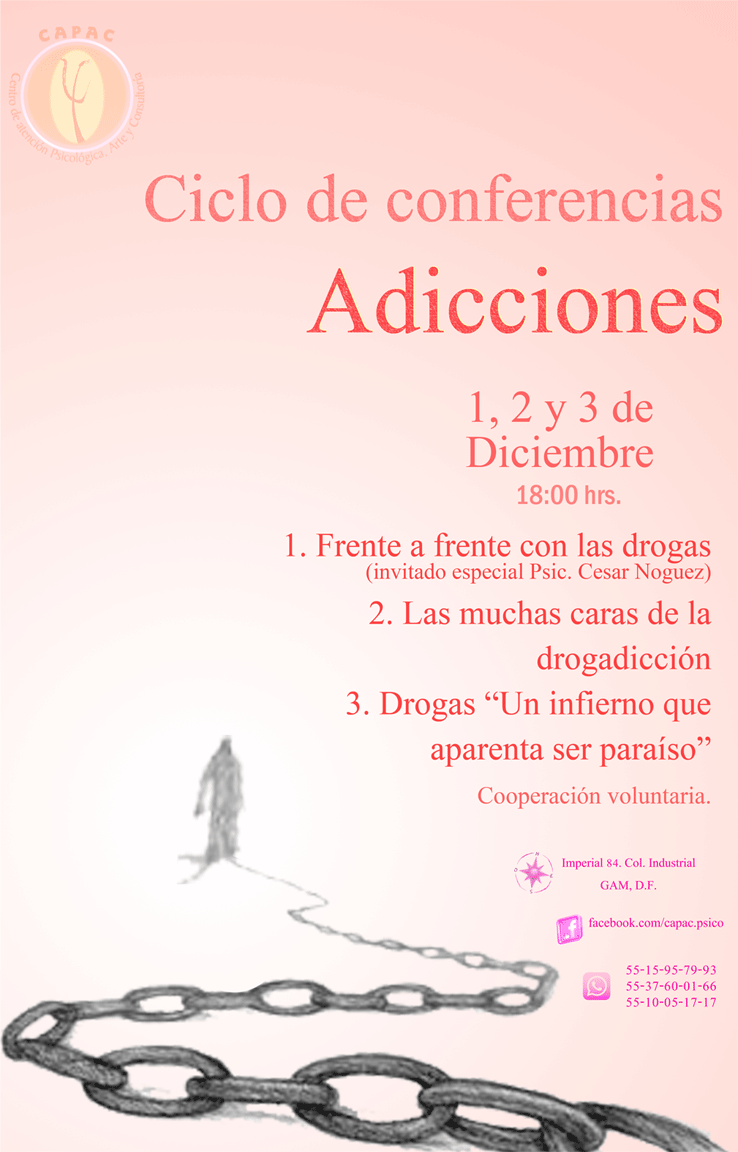 CAPAC
Centro de atención Psicológica, Arte y Consultoría
Ciclo de conferencias
Adicciones
1, 2 y 3 de
Diciembre
18:00 hrs.
1. Frente a frente con las drogas
(invitado especial Psic. Cesar Noguez)
2. Las muchas caras de la
drogadicción
3. Drogas “Un infierno que
aparenta ser paraíso”
Cooperación voluntaria.
Imperial 84. Col. Industrial
GAM, D.F.
facebook.com/capac.psico
55-15-95-79-93
55-37-60-01-66
55-10-05-17-17